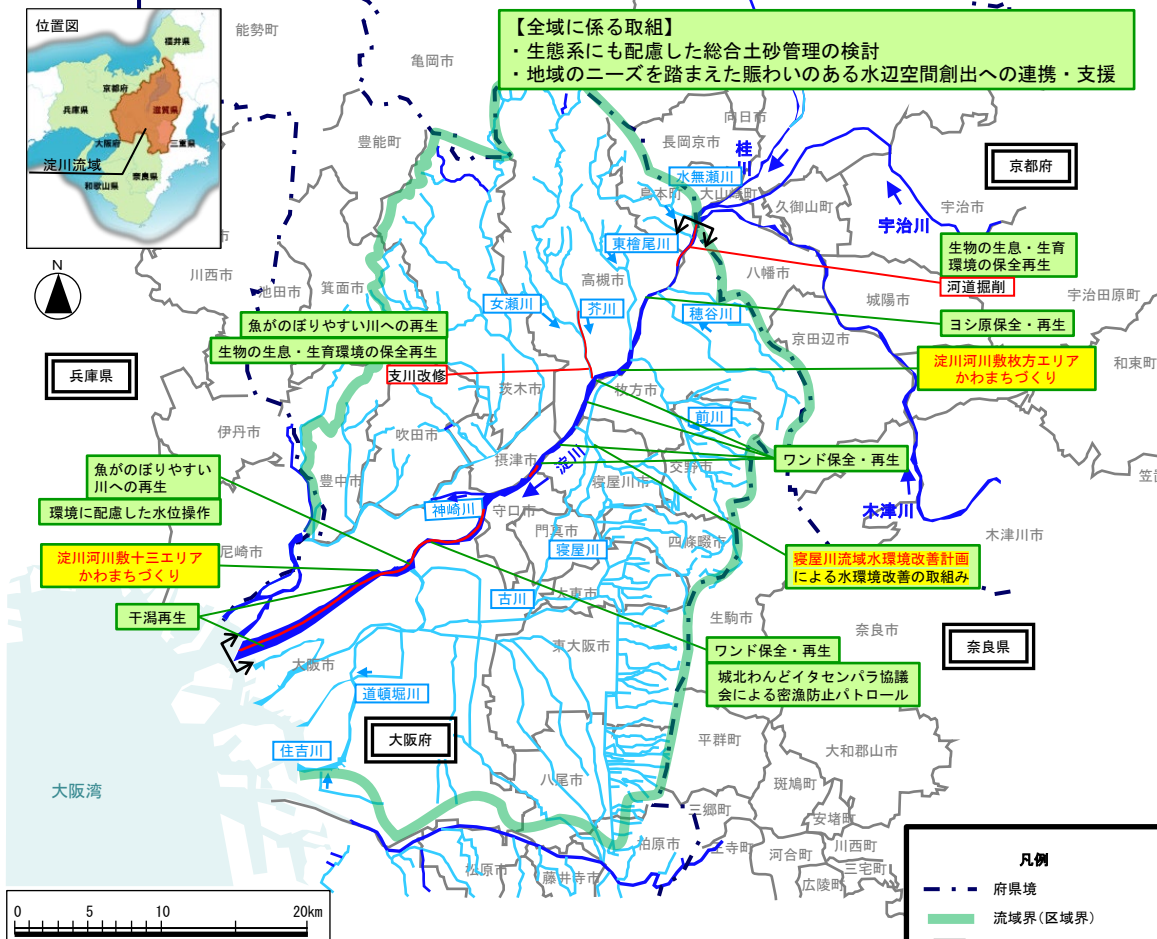 位置図
福井県
京都府
兵庫県
滋賀県
大阪府
三重県
淀川流域
奈良県
和歌山県
【全域に係る取組】
・生態系にも配慮した総合土砂管理の検討
・地域のニーズを踏まえた賑わいのある水辺空間創出への連携・支援
能勢町
亀岡市
豊能町
向日市
長岡京市
桂川
水無瀬川
島本町
大山崎町
久御山町
京都府
宇治市
宇治川
東檜尾川
生物の生息・生育
環境の保全再生
河道掘削
八幡市
城陽市
宇治田原町
高槻市
川西市
池田市
箕面市
N
女瀬川
芥川
穂谷川
ヨシ原保全・再生
京田辺市
魚がのぼりやすい川への再生
生物の生息・生育環境の保全再生
支川改修
淀川河川敷枚方エリア
かわまちづくり
和束町
兵庫県
茨木市
枚方市
前川
伊丹市
吹田市
摂津市
淀川
交野市
ワンド保全・再生
笠置
魚がのぼりやすい
川への再生
環境に配慮した水位操作
豊中市
寝屋川市
神崎川
守口市
門真市
木津川
木津川市
尼崎市
寝屋川
四條畷市
淀川河川敷十三エリア
かわまちづくり
寝屋川流域水環境改善計画
による水環境改善の取組み
古川
大東市
干潟再生
生駒市
奈良市
東大阪市
ワンド保全・再生
城北わんどイタセンパラ協議
会による密漁防止パトロール
奈良県
大阪市
道頓堀川
大阪府
住吉川
平群町
大和郡山市
大阪湾
八尾市
斑鳩町
三郷町
安堵町
柏原市
王寺町
河合町
川西町
三宅町
広陵町
松原市
藤井寺市
0 5 10 20km
凡例
府県境
流域界(区域界)